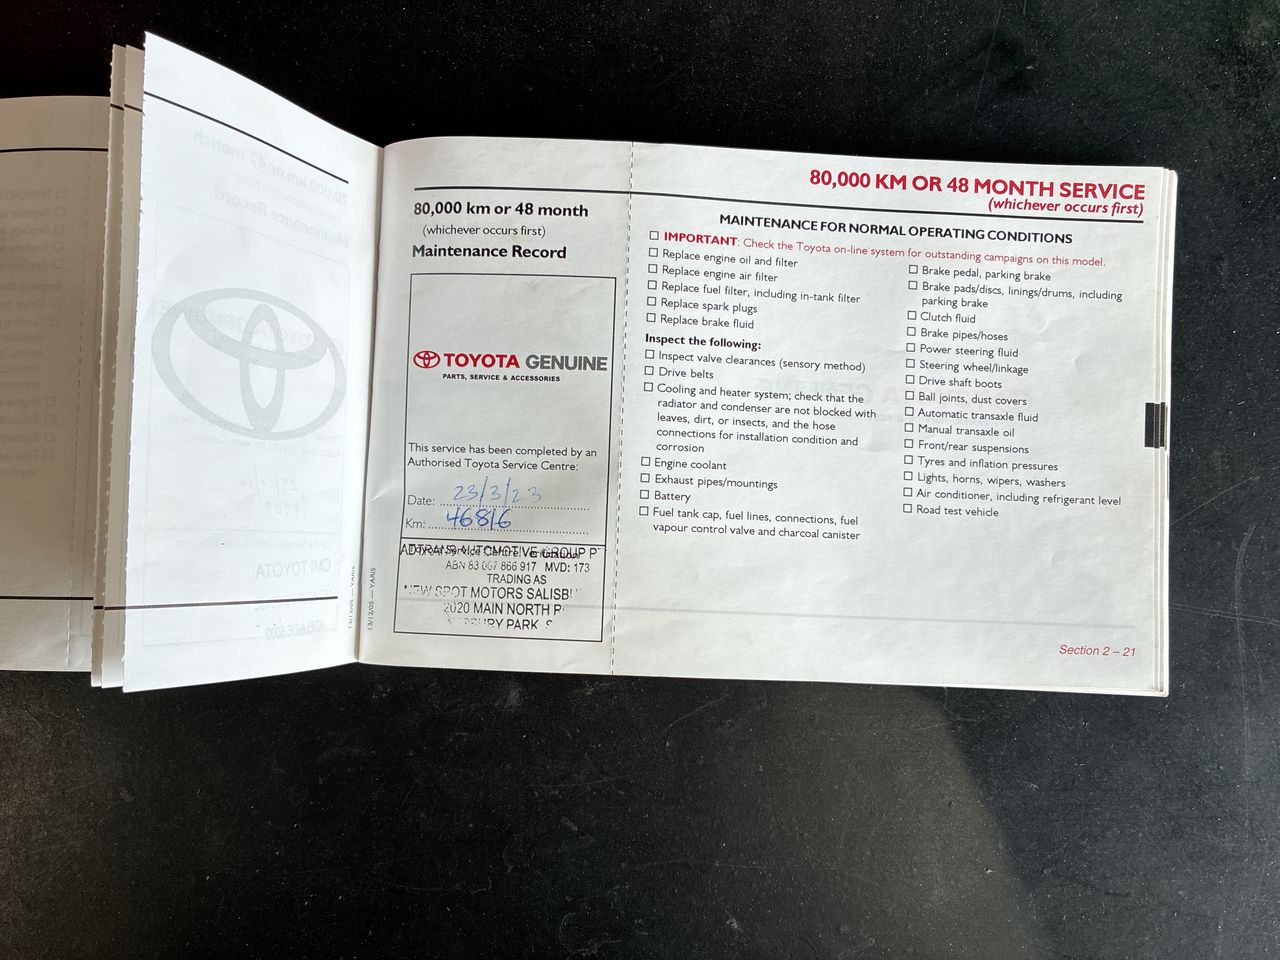 80,000 km or 48 month
(whichever occurs first)
Maintenance Record
TOYOTA GENUINE
PARTS, SERVICE & ACCESSORIES
This service has been completed by an
Authorised Toyota Service Centre:
Date: 23/3/23
Km: 46816
ADTRANS AUTOMOTIVE GROUP P
ABN 83 007 866 917 MVD: 173
TRADING AS
SPOT MOTORS
2020 MAIN NORTH
PARK
13/12/05 — YARIS
80,000 KM OR 48 MONTH SERVICE
(whichever occurs first)
MAINTENANCE FOR NORMAL OPERATING CONDITIONS
IMPORTANT: Check the Toyota on-line system for outstanding campaigns on this model.
Replace engine oil and filter
Replace engine air filter
Replace fuel filter, including in-tank filter
Replace spark plugs
Replace brake fluid
Inspect the following:
Inspect valve clearances (sensory method)
Drive belts
Cooling and heater system; check that the
radiator and condenser are not blocked with
leaves, dirt, or insects, and the hose
connections for installation condition and
corrosion
Engine coolant
Exhaust pipes/mountings
Battery
Fuel tank cap, fuel lines, connections, fuel
vapour control valve and charcoal canister
Brake pedal, parking brake
Brake pads/discs, linings/drums, including
parking brake
Clutch fluid
Brake pipes/hoses
Power steering fluid
Steering wheel/linkage
Drive shaft boots
Ball joints, dust covers
Automatic transaxle fluid
Manual transaxle oil
Front/rear suspensions
Tyres and inflation pressures
Lights, horns, wipers, washers
Air conditioner, including refrigerant level
Road test vehicle
Section 2 – 21